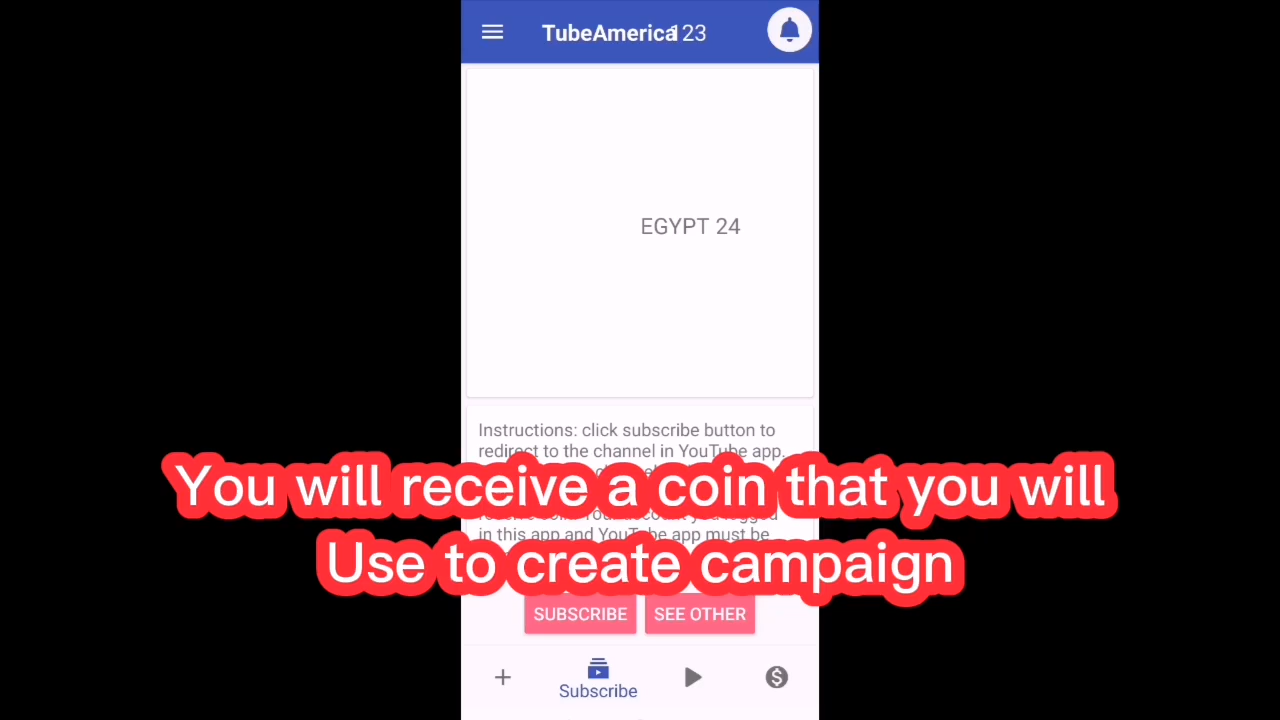 TubeAmerica 123
EGYPT 24
Instructions: click subscribe button to
redirect to the channel in YouTube app.
You will receive a coin that you will
in this app and YouTube app must be
Use to create campaign
SUBSCRIBE SEE OTHER
Subscribe